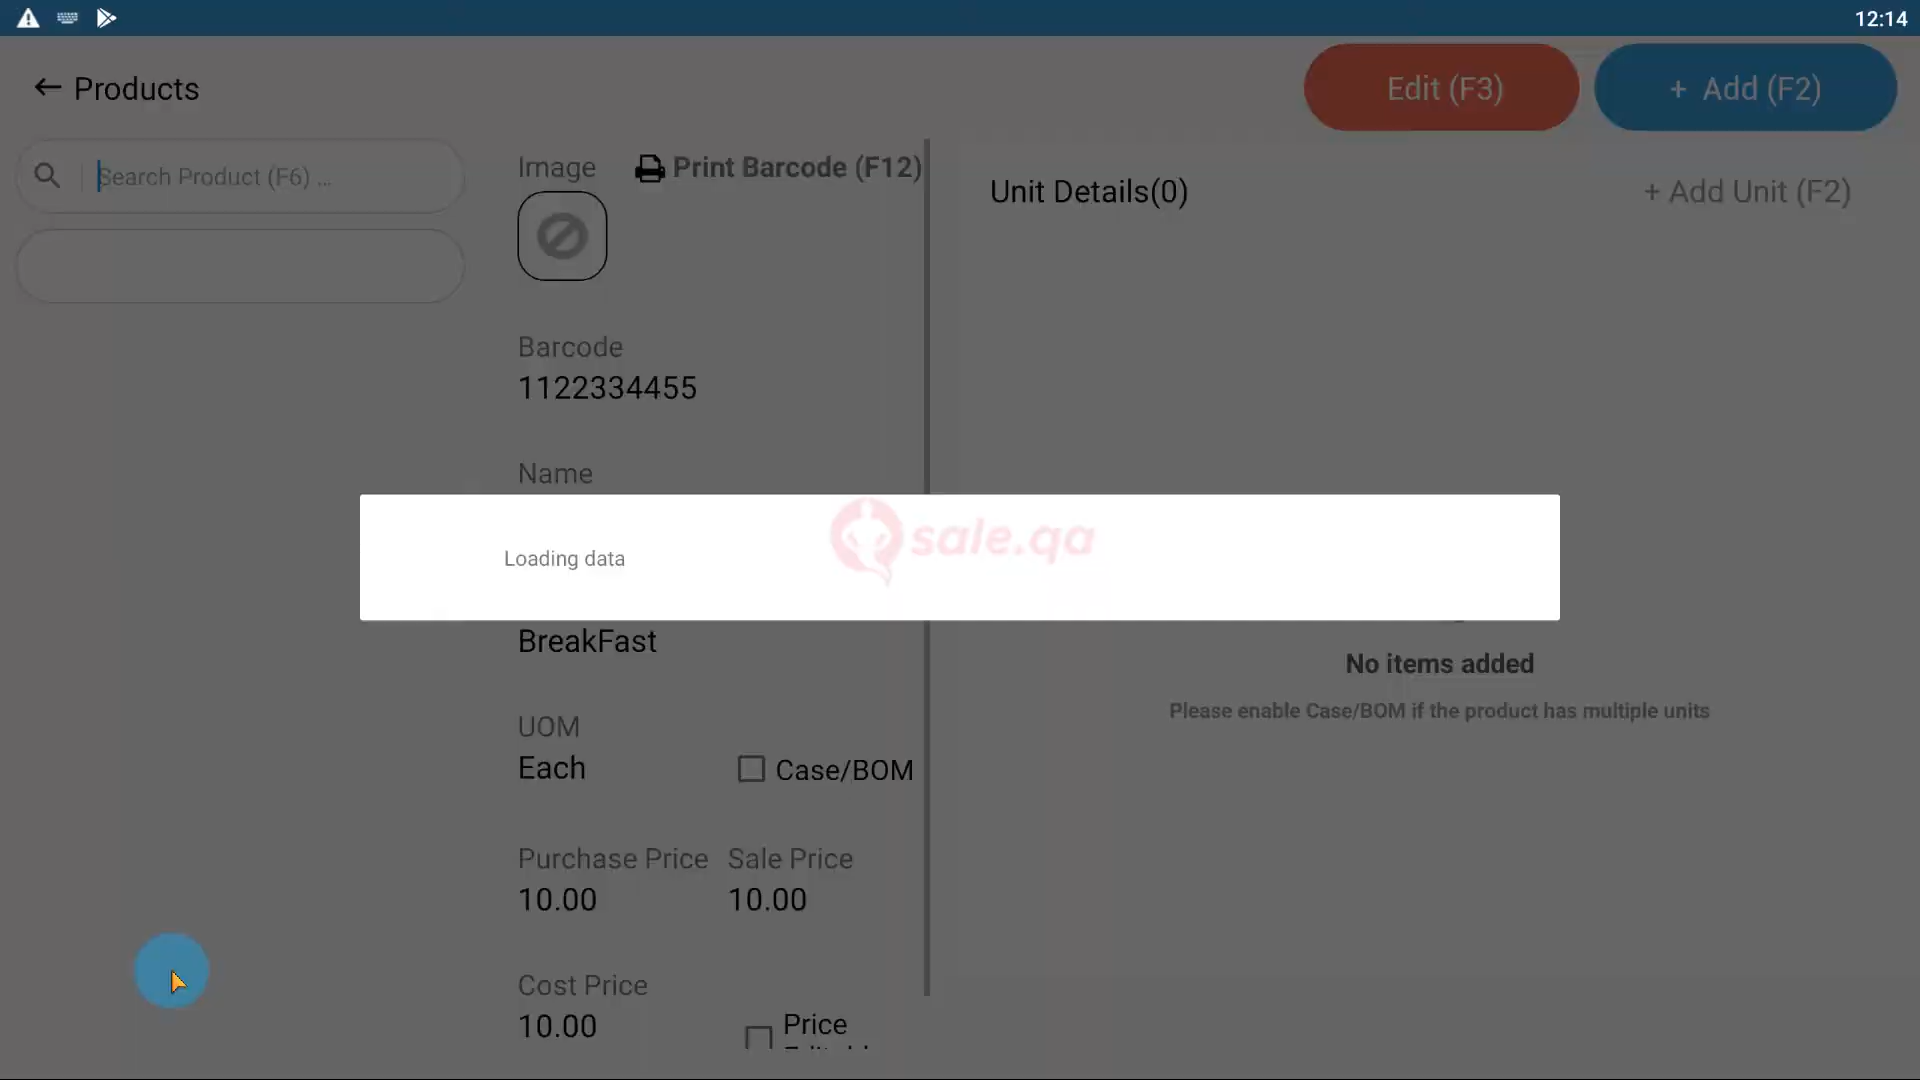 12:14
← Products
Edit (F3)
+ Add (F2)
Search Product (F6) ...
Image
Print Barcode (F12)
Unit Details(0)
+ Add Unit (F2)
Barcode
1122334455
Name
sale.qa
Loading data
BreakFast
No items added
Please enable Case/BOM if the product has multiple units
UOM
Each
Case/BOM
Purchase Price
Sale Price
10.00
10.00
Cost Price
10.00
Price